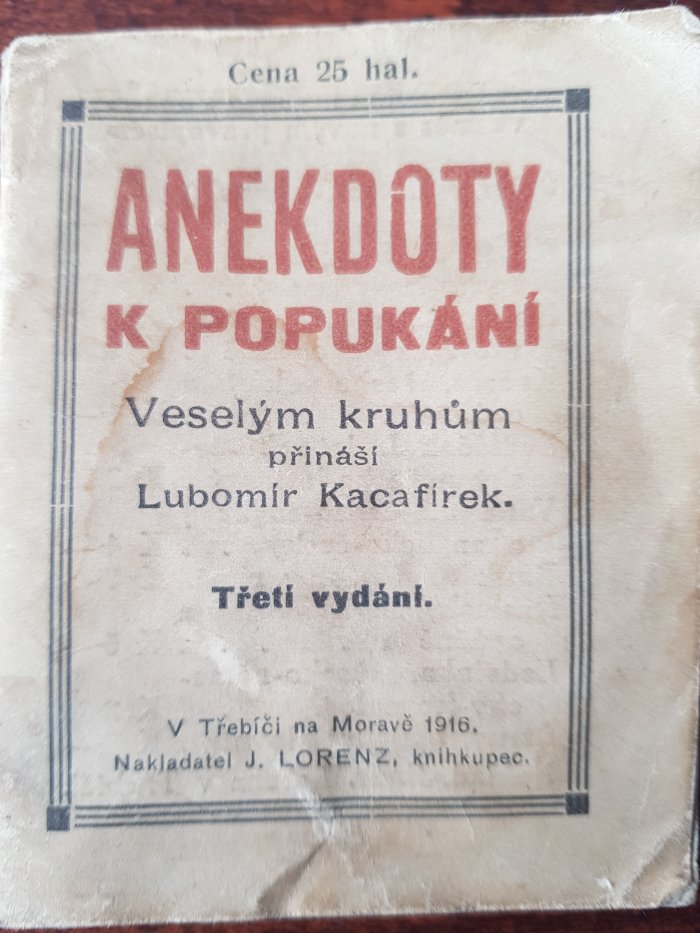 Cena 25 hal.
ANEKDOTY
K POPUKÁNÍ
Veselým kruhům
přináší
Lubomír Kacafírek.
Třetí vydání.
V Třebíči na Moravě 1916.
Nakladatel J. LORENZ, knihkupec.